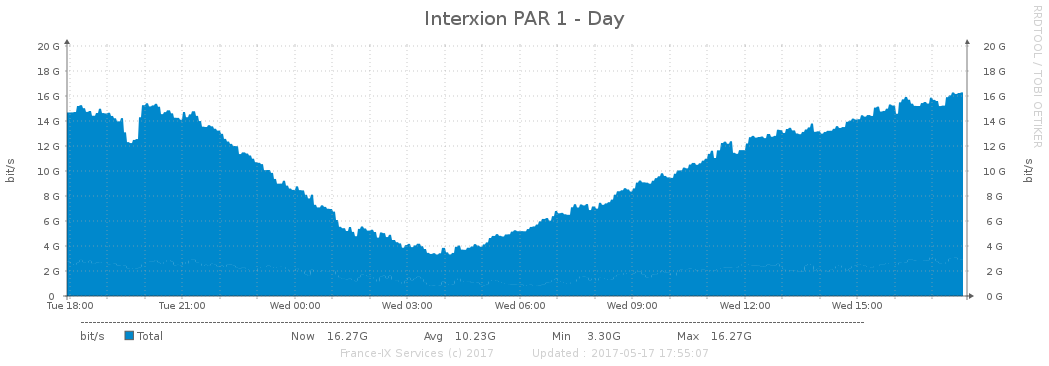 Interxion PAR 1 - Day
RRDTOOL / TOBI OETIKER
20 G 20 G
18 G 18 G
16 G 16 G
14 G 14 G
12 G 12 G
10 G 10 G
8 G 8 G
6 G 6 G
4 G 4 G
2 G 2 G
0 0 G
bit/s
bit/s
Tue 18:00 Tue 21:00 Wed 00:00 Wed 03:00 Wed 06:00 Wed 09:00 Wed 12:00 Wed 15:00
bit/s Total Now 16.27G Avg 10.23G Min 3.30G Max 16.27G
France-IX Services (c) 2017 Updated : 2017-05-17 17:55:07